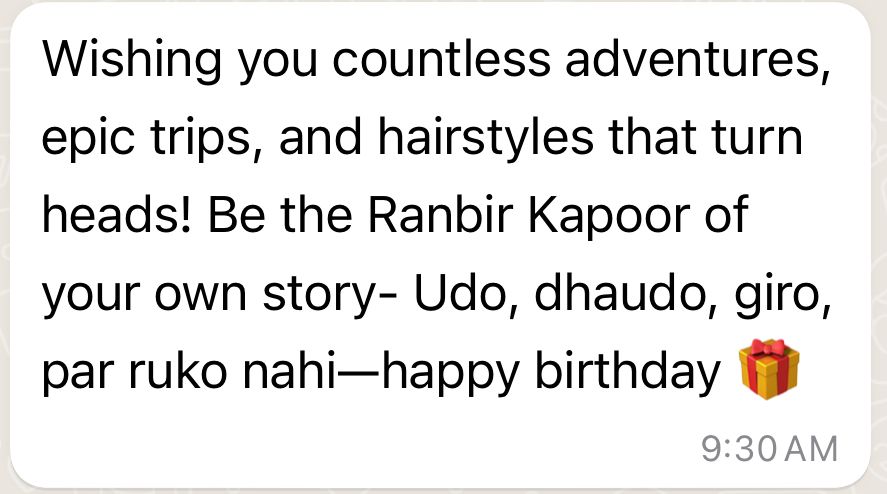 Wishing you countless adventures,
epic trips, and hairstyles that turn
heads! Be the Ranbir Kapoor of
your own story- Udo, dhaudo, giro,
par ruko nahi—happy birthday 🎁
9:30 AM